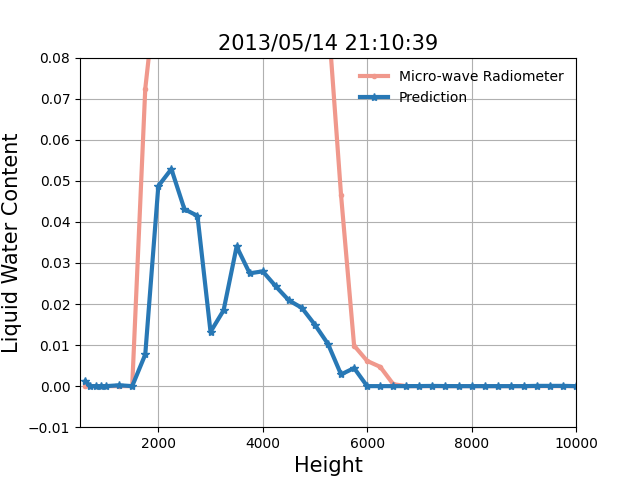 2013/05/14 21:10:39
Micro-wave Radiometer
Prediction
Liquid Water Content
0.08
0.07
0.06
0.05
0.04
0.03
0.02
0.01
0.00
−0.01
2000 4000 6000 8000 10000
Height